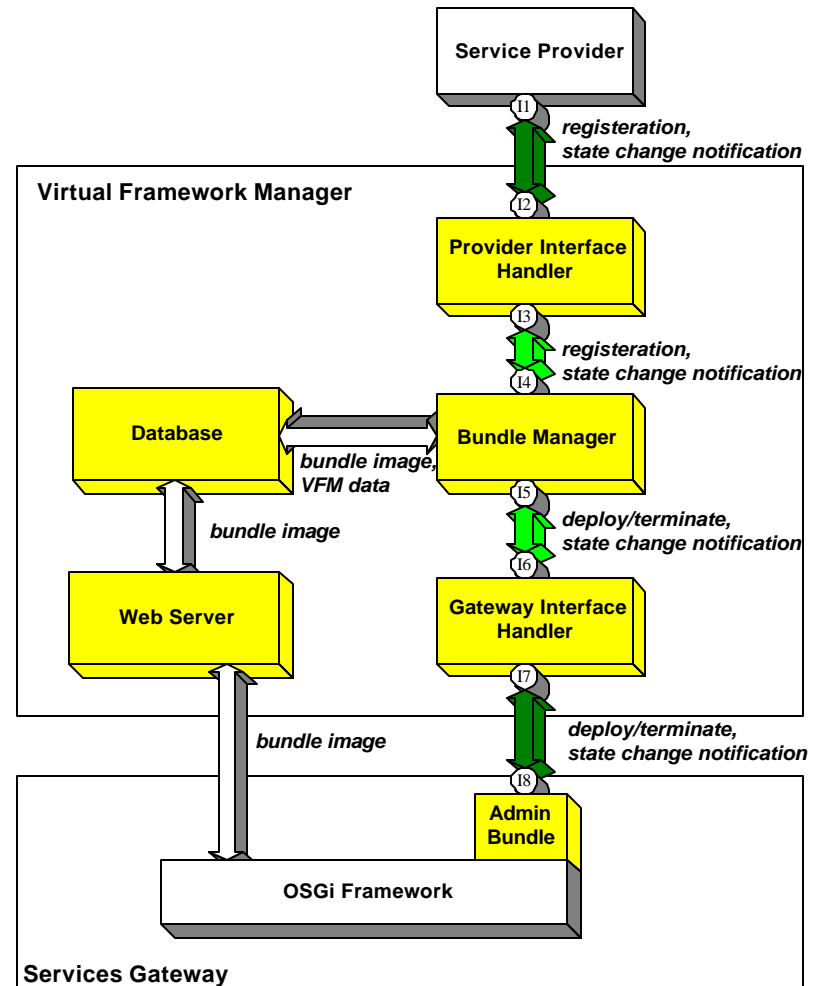 Service Provider
I1
registeration,
state change notification
Virtual Framework Manager
I2
Provider Interface
Handler
I3
registeration,
state change notification
I4
Database
Bundle Manager
bundle image,
VFM data
I5
bundle image
deploy/terminate,
state change notification
I6
Web Server
Gateway Interface
Handler
I7
bundle image
deploy/terminate,
state change notification
I8
Admin
Bundle
OSGi Framework
Services Gateway